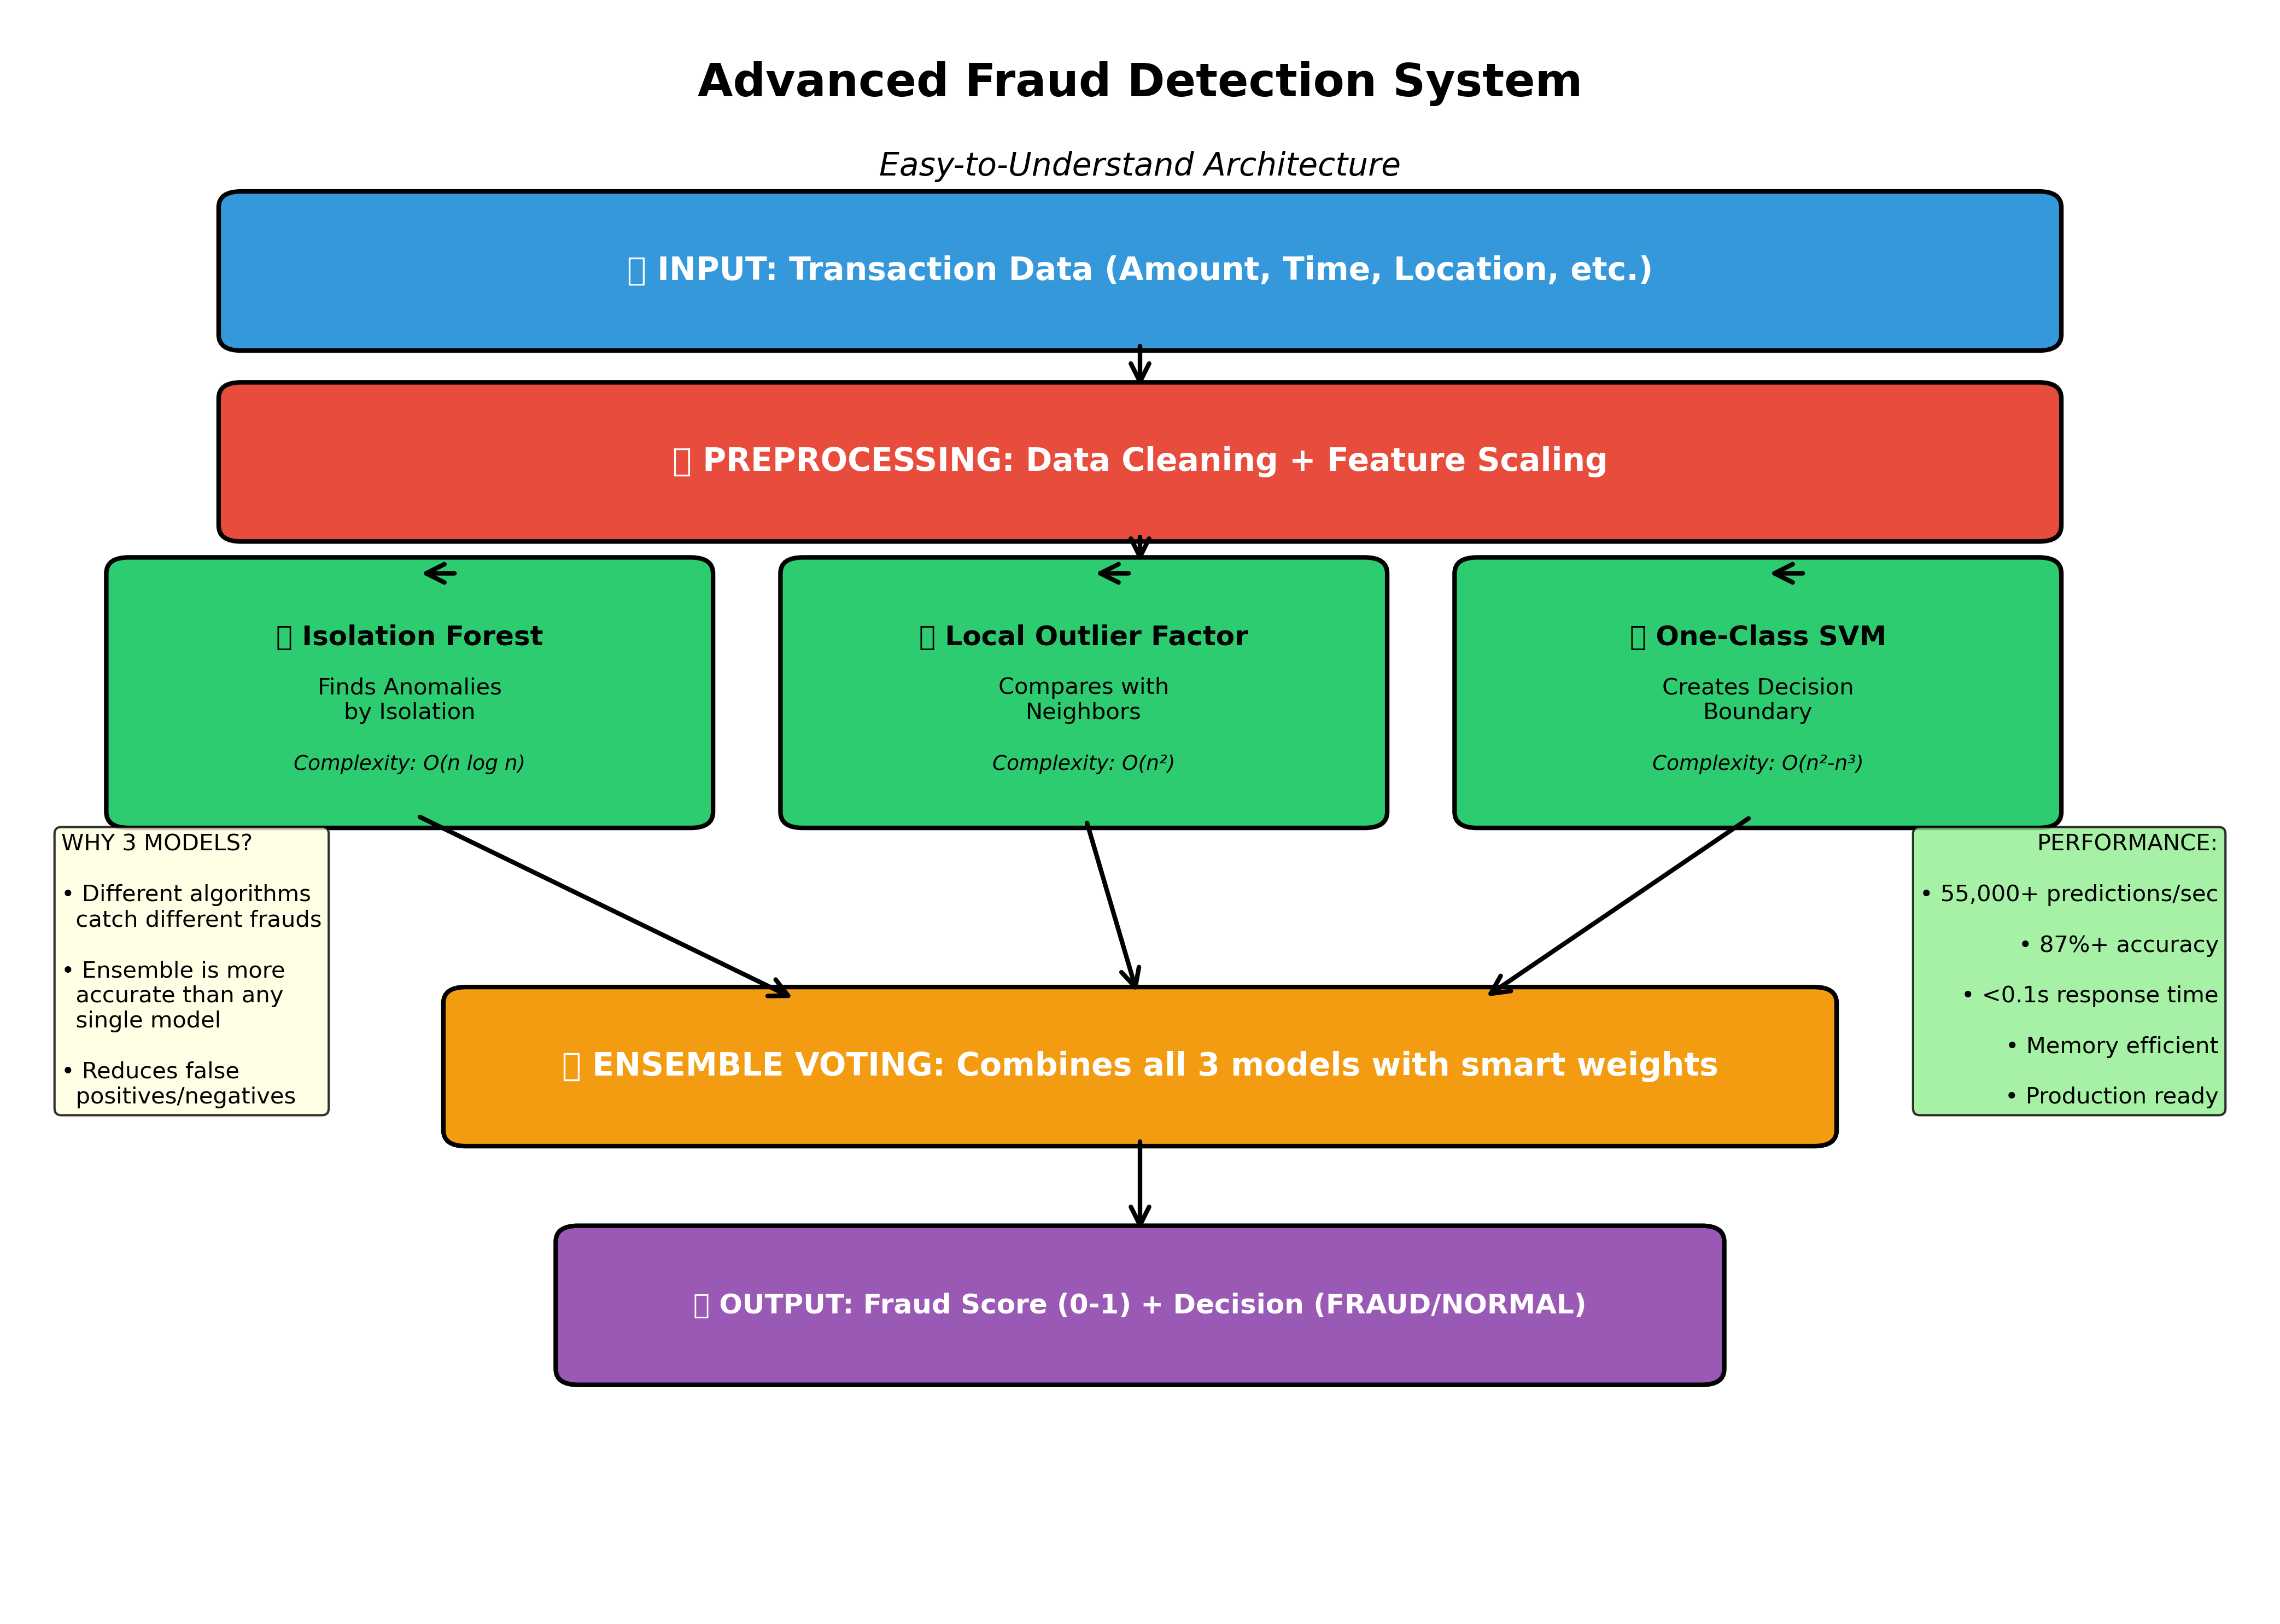 Advanced Fraud Detection System
Easy-to-Understand Architecture
INPUT: Transaction Data (Amount, Time, Location, etc.)
PREPROCESSING: Data Cleaning + Feature Scaling
Isolation Forest
Finds Anomalies
by Isolation
Complexity: O(n log n)
Local Outlier Factor
Compares with
Neighbors
Complexity: O(n²)
One-Class SVM
Creates Decision
Boundary
Complexity: O(n²-n³)
WHY 3 MODELS?
• Different algorithms
catch different frauds
• Ensemble is more
accurate than any
single model
• Reduces false
positives/negatives
PERFORMANCE:
• 55,000+ predictions/sec
• 87%+ accuracy
• <0.1s response time
• Memory efficient
• Production ready
ENSEMBLE VOTING: Combines all 3 models with smart weights
OUTPUT: Fraud Score (0-1) + Decision (FRAUD/NORMAL)